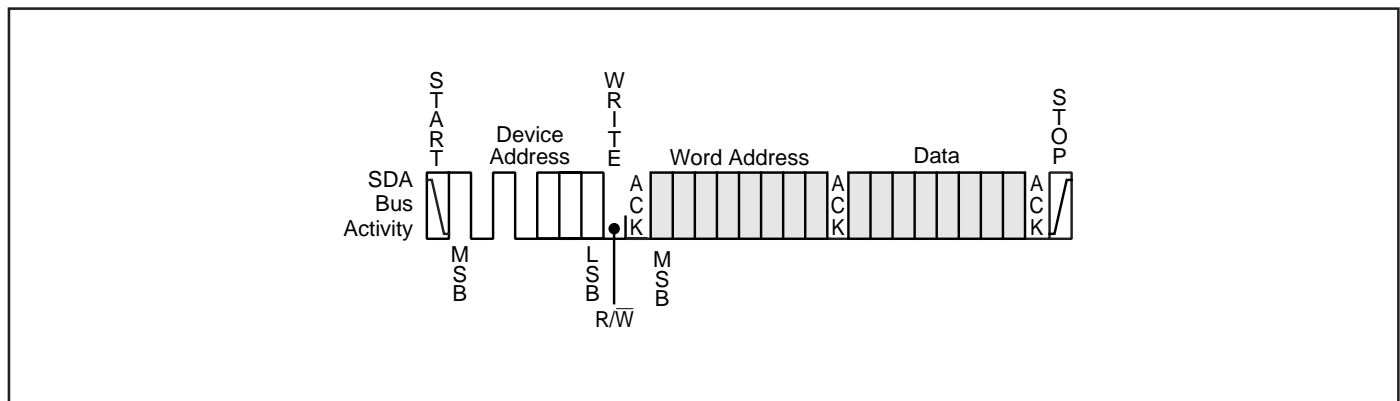 START
WRITE
STOP
Device
Address
Word Address
Data
SDA
Bus
Activity
ACK
ACK
ACK
MSB
LSB
MSB
R/W̅